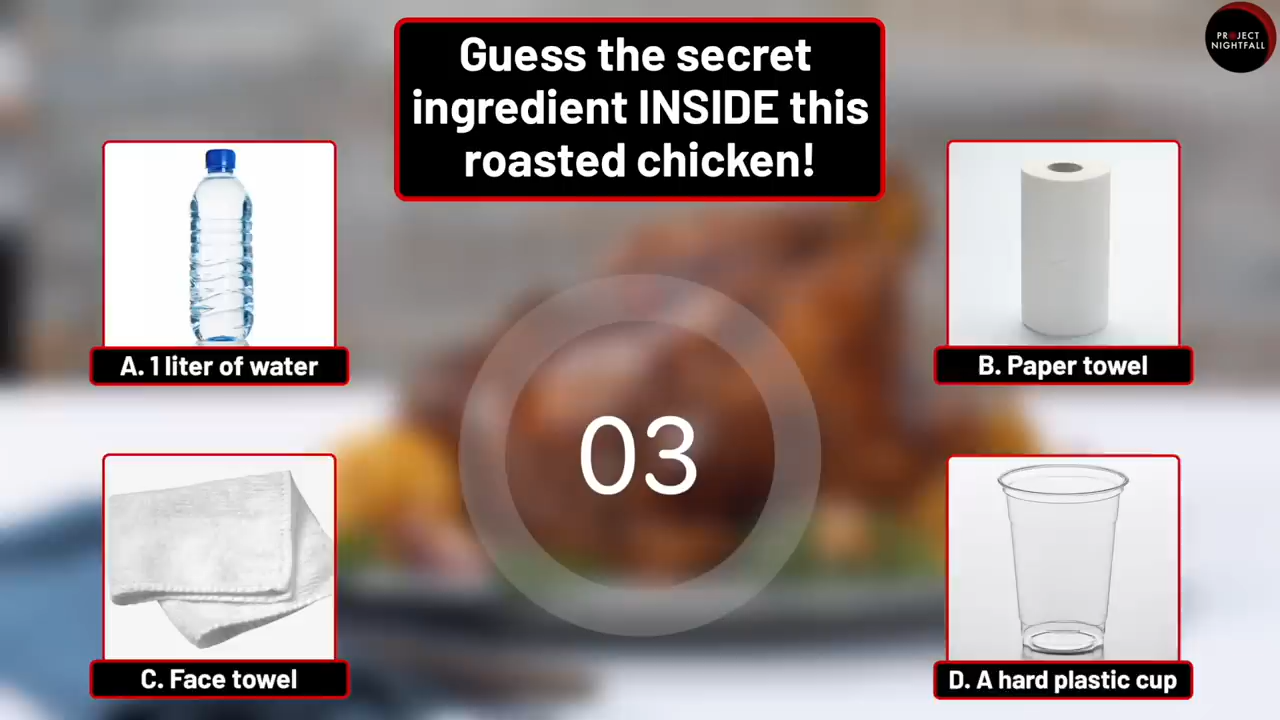 Guess the secret
ingredient INSIDE this
roasted chicken!
PROJECT
NIGHTFALL
A. 1 liter of water
B. Paper towel
03
C. Face towel
D. A hard plastic cup